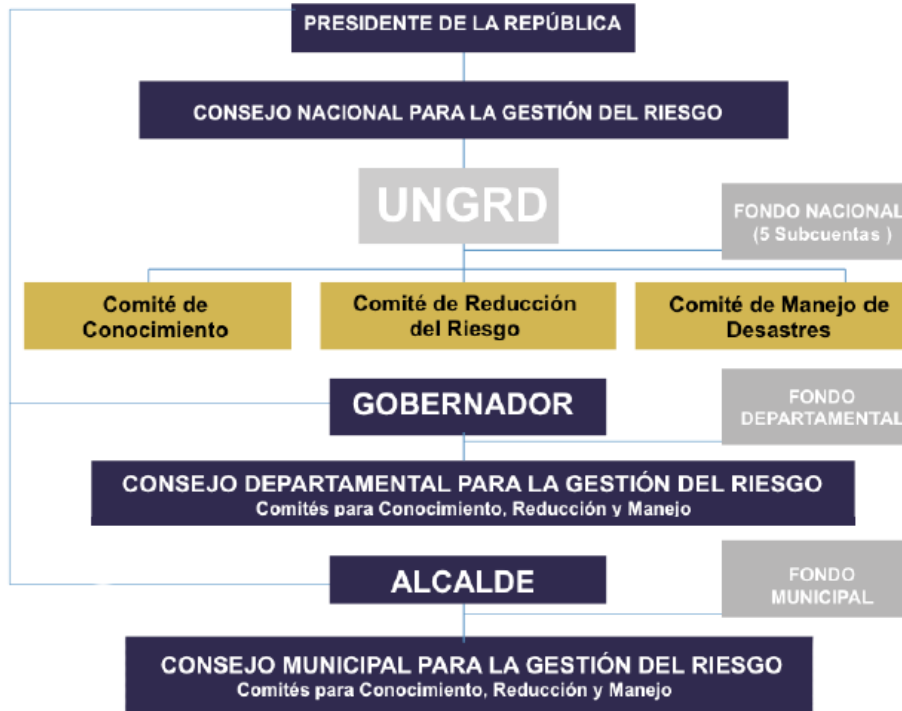 PRESIDENTE DE LA REPÚBLICA
CONSEJO NACIONAL PARA LA GESTIÓN DEL RIESGO
UNGRD
FONDO NACIONAL
(5 Subcuentas )
Comité de
Conocimiento
Comité de Reducción
del Riesgo
Comité de Manejo de
Desastres
GOBERNADOR
FONDO
DEPARTAMENTAL
CONSEJO DEPARTAMENTAL PARA LA GESTIÓN DEL RIESGO
Comités para Conocimiento, Reducción y Manejo
ALCALDE
FONDO
MUNICIPAL
CONSEJO MUNICIPAL PARA LA GESTIÓN DEL RIESGO
Comités para Conocimiento, Reducción y Manejo